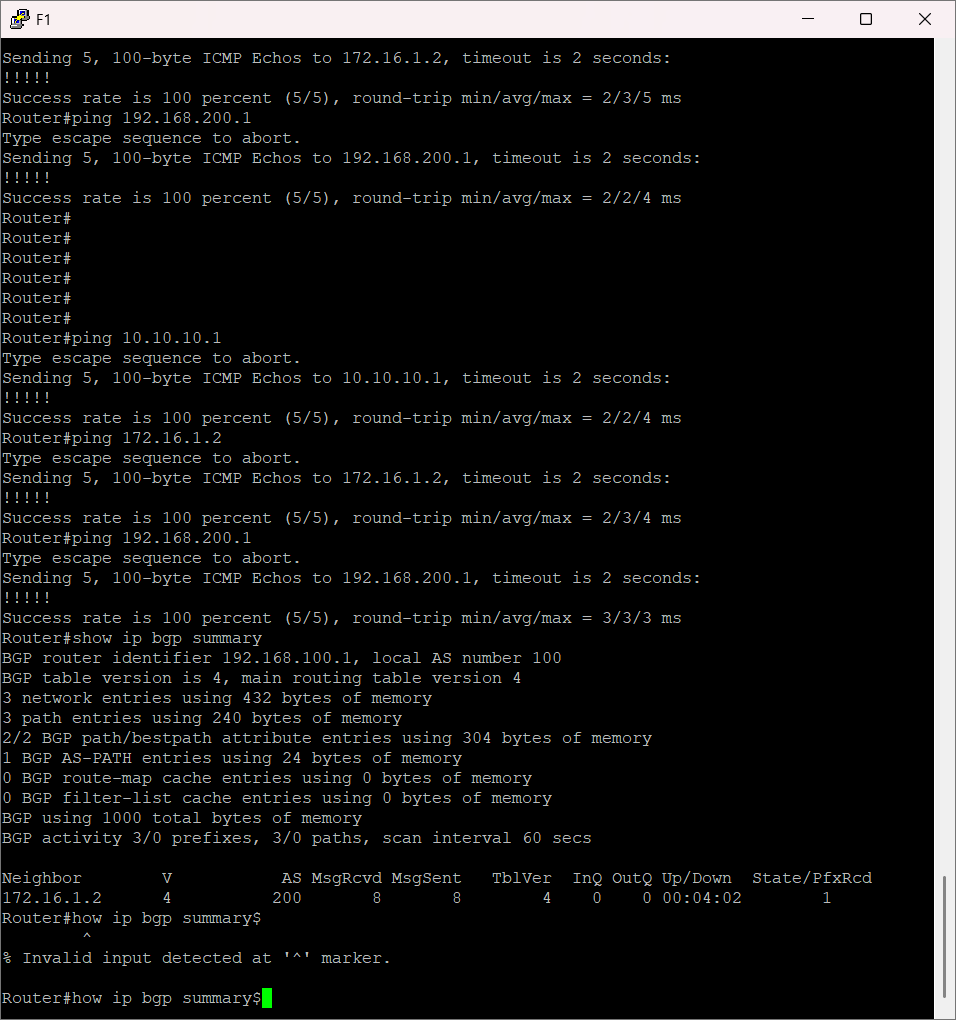 F1
Sending 5, 100-byte ICMP Echos to 172.16.1.2, timeout is 2 seconds:
!!!!!
Success rate is 100 percent (5/5), round-trip min/avg/max = 2/3/5 ms
Router#ping 192.168.200.1
Type escape sequence to abort.
Sending 5, 100-byte ICMP Echos to 192.168.200.1, timeout is 2 seconds:
!!!!!
Success rate is 100 percent (5/5), round-trip min/avg/max = 2/2/4 ms
Router#
Router#
Router#
Router#
Router#
Router#
Router#ping 10.10.10.1
Type escape sequence to abort.
Sending 5, 100-byte ICMP Echos to 10.10.10.1, timeout is 2 seconds:
!!!!!
Success rate is 100 percent (5/5), round-trip min/avg/max = 2/2/4 ms
Router#ping 172.16.1.2
Type escape sequence to abort.
Sending 5, 100-byte ICMP Echos to 172.16.1.2, timeout is 2 seconds:
!!!!!
Success rate is 100 percent (5/5), round-trip min/avg/max = 2/3/4 ms
Router#ping 192.168.200.1
Type escape sequence to abort.
Sending 5, 100-byte ICMP Echos to 192.168.200.1, timeout is 2 seconds:
!!!!!
Success rate is 100 percent (5/5), round-trip min/avg/max = 3/3/3 ms
Router#show ip bgp summary
BGP router identifier 192.168.100.1, local AS number 100
BGP table version is 4, main routing table version 4
3 network entries using 432 bytes of memory
3 path entries using 240 bytes of memory
2/2 BGP path/bestpath attribute entries using 304 bytes of memory
1 BGP AS-PATH entries using 24 bytes of memory
0 BGP route-map cache entries using 0 bytes of memory
0 BGP filter-list cache entries using 0 bytes of memory
BGP using 1000 total bytes of memory
BGP activity 3/0 prefixes, 3/0 paths, scan interval 60 secs

Neighbor        V           AS MsgRcvd MsgSent   TblVer  InQ OutQ Up/Down  State/PfxRcd
172.16.1.2      4          200       8       8        4    0    0 00:04:02        1
Router#how ip bgp summary$
        ^
% Invalid input detected at '^' marker.

Router#how ip bgp summary$